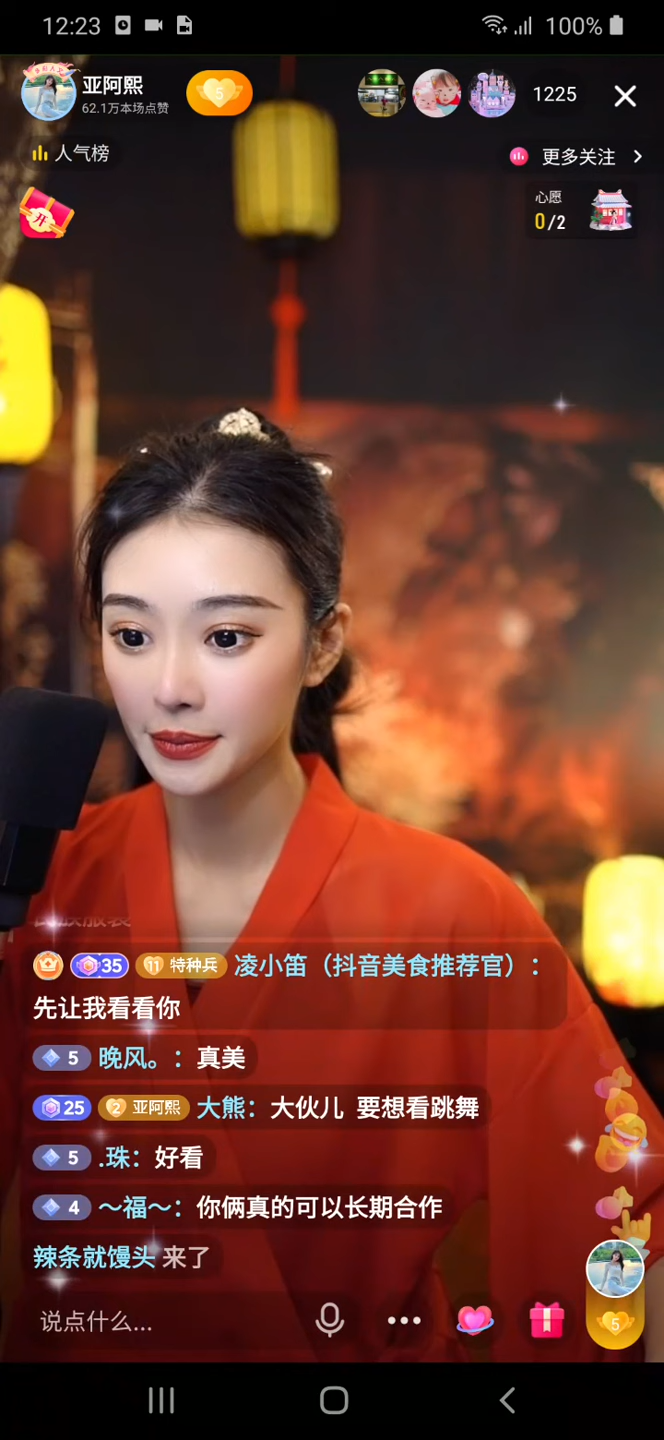 12:23
100%
亚阿熙
62.1万本场点赞
5
1225
人气榜
更多关注
开
心愿
0/2
35 11 特种兵 凌小笛（抖音美食推荐官）：
先让我看看你
5 晚风。：真美
25 2 亚阿熙 大熊：大伙儿 要想看跳舞
5 .珠：好看
4 ～福～：你俩真的可以长期合作
辣条就馒头 来了
说点什么...
5